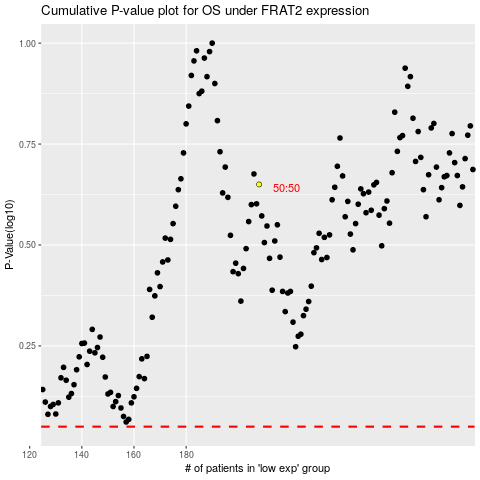 Cumulative P-value plot for OS under FRAT2 expression
P-Value(log10)
1.00
0.75
0.50
0.25
50:50
120 140 160 180
# of patients in 'low exp' group